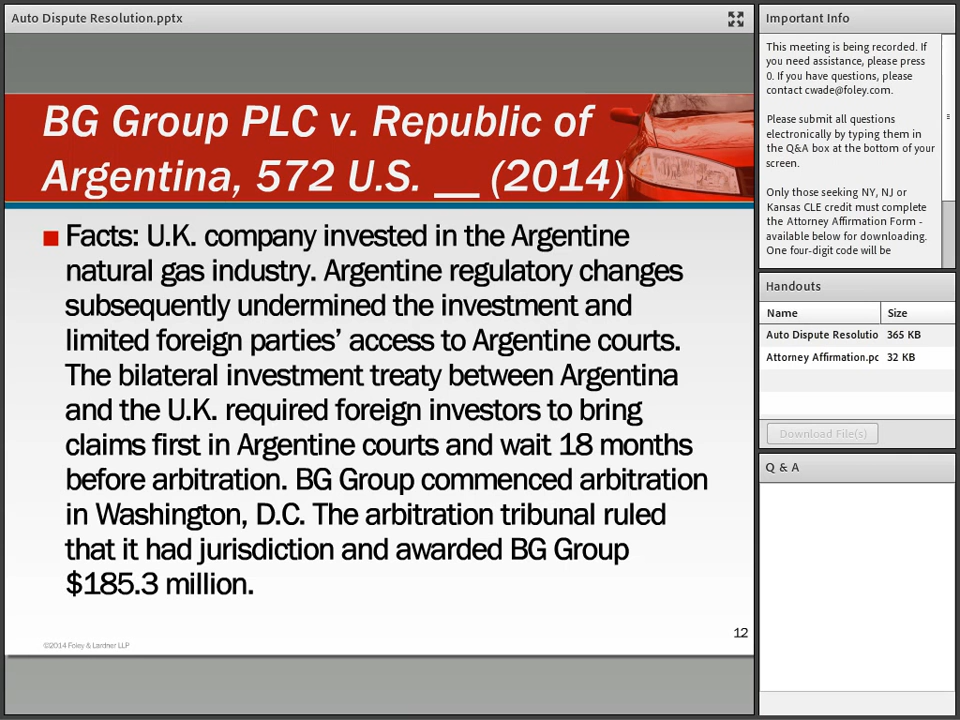 Auto Dispute Resolution.pptx
BG Group PLC v. Republic of
Argentina, 572 U.S. __ (2014)
Facts: U.K. company invested in the Argentine
natural gas industry. Argentine regulatory changes
subsequently undermined the investment and
limited foreign parties’ access to Argentine courts.
The bilateral investment treaty between Argentina
and the U.K. required foreign investors to bring
claims first in Argentine courts and wait 18 months
before arbitration. BG Group commenced arbitration
in Washington, D.C. The arbitration tribunal ruled
that it had jurisdiction and awarded BG Group
$185.3 million.
12
©2014 Foley & Lardner LLP
Important Info
This meeting is being recorded. If
you need assistance, please press
0. If you have questions, please
contact cwade@foley.com.
Please submit all questions
electronically by typing them in
the Q&A box at the bottom of your
screen.
Only those seeking NY, NJ or
Kansas CLE credit must complete
the Attorney Affirmation Form -
available below for downloading.
One four-digit code will be
Handouts
Name Size
Auto Dispute Resolutio 365 KB
Attorney Affirmation.pc 32 KB
Download File(s)
Q & A